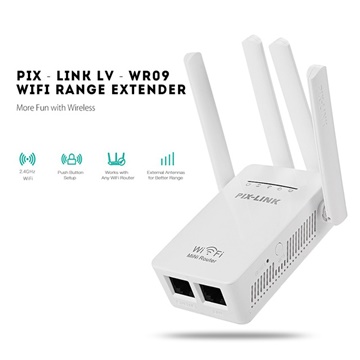 PIX - LINK LV - WR09
WIFI RANGE EXTENDER
More Fun with Wireless
2.4GHz
WiFi
Push Button
Setup
Works with
Any WiFi Router
External Antennas
for Better Range
PIX-LINK
WiFi
Mini Router